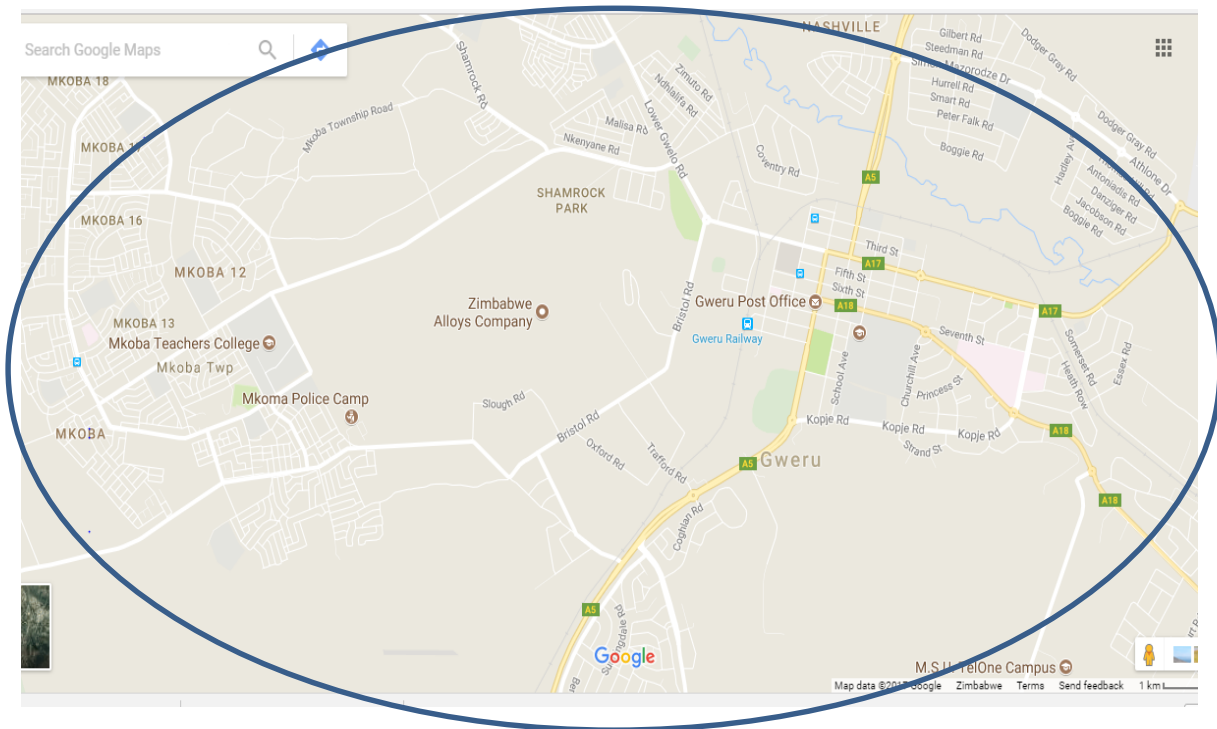 Search Google Maps
NASHVILLE
Gilbert Rd
Steedman Rd
Simon Mazorodze Dr
Dodger Gray Rd
Shamrock Rd
MKOBA 18
Zimuto Rd
Ndhlalifa Rd
Hurrell Rd
Smart Rd
Peter Falk Rd
Dodger Gray Rd
Mkoba Township Road
Lower Gwelo Rd
Malisa Rd
Nkenyane Rd
MKOBA 17
Coventry Rd
Boggie Rd
Hadley Ave
Athlone Dr
A5
Antoniadis Rd
Danziger Rd
Jacobson Rd
Boggie Rd
SHAMROCK
PARK
MKOBA 16
Third St
A17
MKOBA 12
Fifth St
Sixth St
Zimbabwe
Alloys Company
Bristol Rd
Gweru Post Office
A18
A17
MKOBA 13
Gweru Railway
Seventh St
Mkoba Teachers College
Mkoba Twp
School Ave
Churchill Ave
Princess St
Somerset Rd
Heath Row
Essex Rd
Mkoma Police Camp
Slough Rd
Bristol Rd
Kopje Rd
Kopje Rd
Kopje Rd
Strand St
A18
MKOBA
Oxford Rd
Trafford Rd
A5
Gweru
A18
Coghlan Rd
A5
Google
M.S.U. TelOne Campus
Google
Zimbabwe
Terms
Send feedback
1 km
Map data